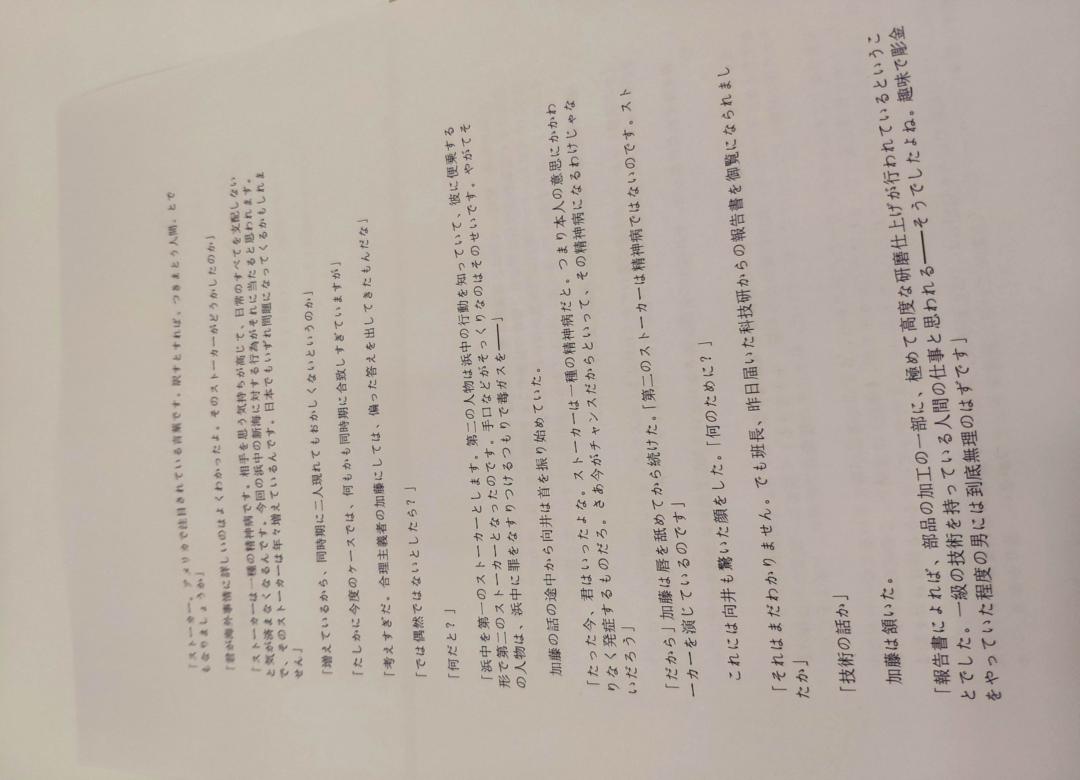 「ストーカー。アメリカで注目されている言葉です。訳すとすれば、つきまとう人間、とで
もなりましょうか」
「君が海外事情に詳しいのはよくわかったよ。そのストーカーがどうかしたのか」
「ストーカーは一種の精神病です。相手を思う気持ちが高じて、日常のすべてを支配しない
と気が済まなくなるんです。今回の浜中の新海に対する行為がそれに当たると思われます。
で、そのストーカーは年々増えているんです。日本でもいずれ問題になってくるかもしれま
せん」
「増えているから、同時期に二人現れてもおかしくないというのか」
「たしかに今度のケースでは、何もかも同時期に合致しすぎていますが」
「考えすぎだ。合理主義者の加藤にしては、偏った答えを出してきたもんだな」
「では偶然ではないとしたら？」
「何だと？」
「浜中を第一のストーカーとします。第二の人物は浜中の行動を知っていて、彼に便乗する
形で第二のストーカーとなったのです。手口などがそっくりなのはそのせいです。やがてそ
の人物は、浜中に罪をなすりつけるつもりで毒ガスを――」
加藤の話の途中から向井は首を振り始めていた。
「たった今、君はいったよな。ストーカーは一種の精神病だと。つまり本人の意思にかかわ
りなく発症するものだろ。さあ今がチャンスだからといって、その精神病になるわけじゃな
いだろう」
「だから」加藤は唇を舐めてから続けた。「第二のストーカーは精神病ではないのです。スト
ーカーを演じているのです」
これには向井も驚いた顔をした。「何のために？」
「それはまだわかりません。でも班長、昨日届いた科技研からの報告書を御覧になられまし
たか」
「技術の話か」
加藤は頷いた。
「報告書によれば、部品の加工の一部に、極めて高度な研磨仕上げが行われているというこ
とでした。一級の技術を持っている人間の仕事と思われる――そうでしたよね。趣味で彫金
をやっていた程度の男には到底無理のはずです」